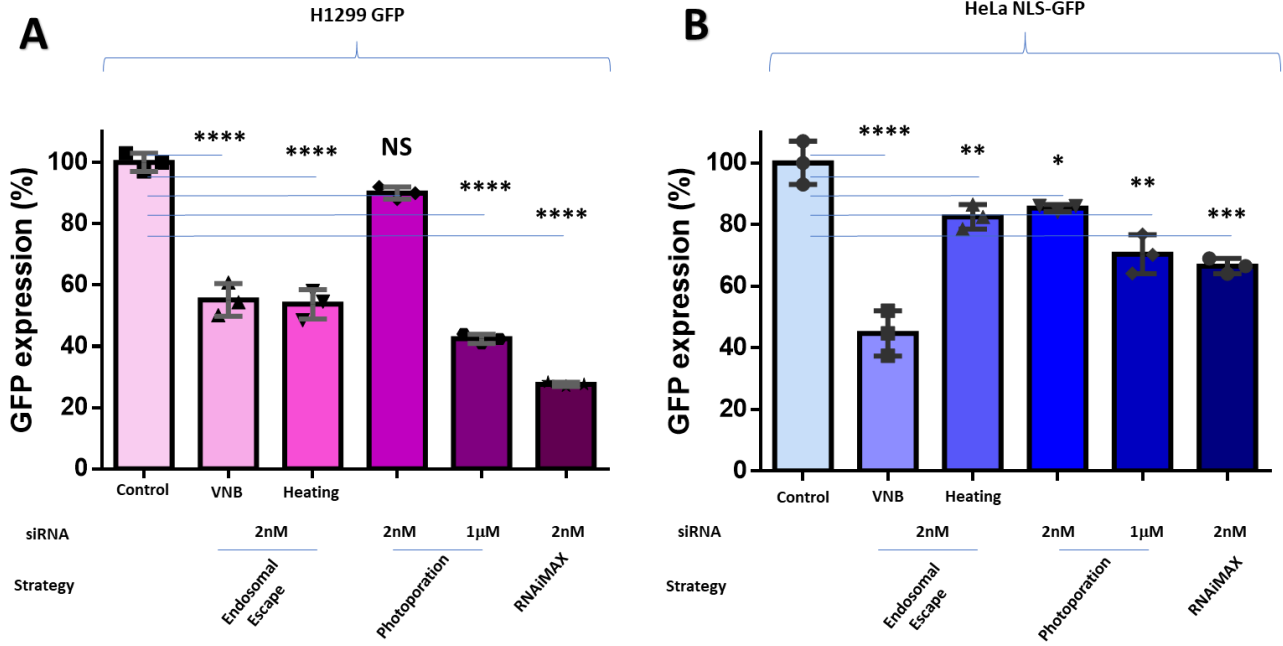 A
H1299 GFP
GFP expression (%)
100
80
60
40
20
0
****
****
NS
****
****
Control
VNB
Heating
siRNA
2nM
2nM
1μM
2nM
Strategy
Endosomal
Escape
Photoporation
RNAiMAX
B
HeLa NLS-GFP
GFP expression (%)
100
80
60
40
20
0
****
**
*
**
***
Control
VNB
Heating
siRNA
2nM
2nM
1μM
2nM
Strategy
Endosomal
Escape
Photoporation
RNAiMAX